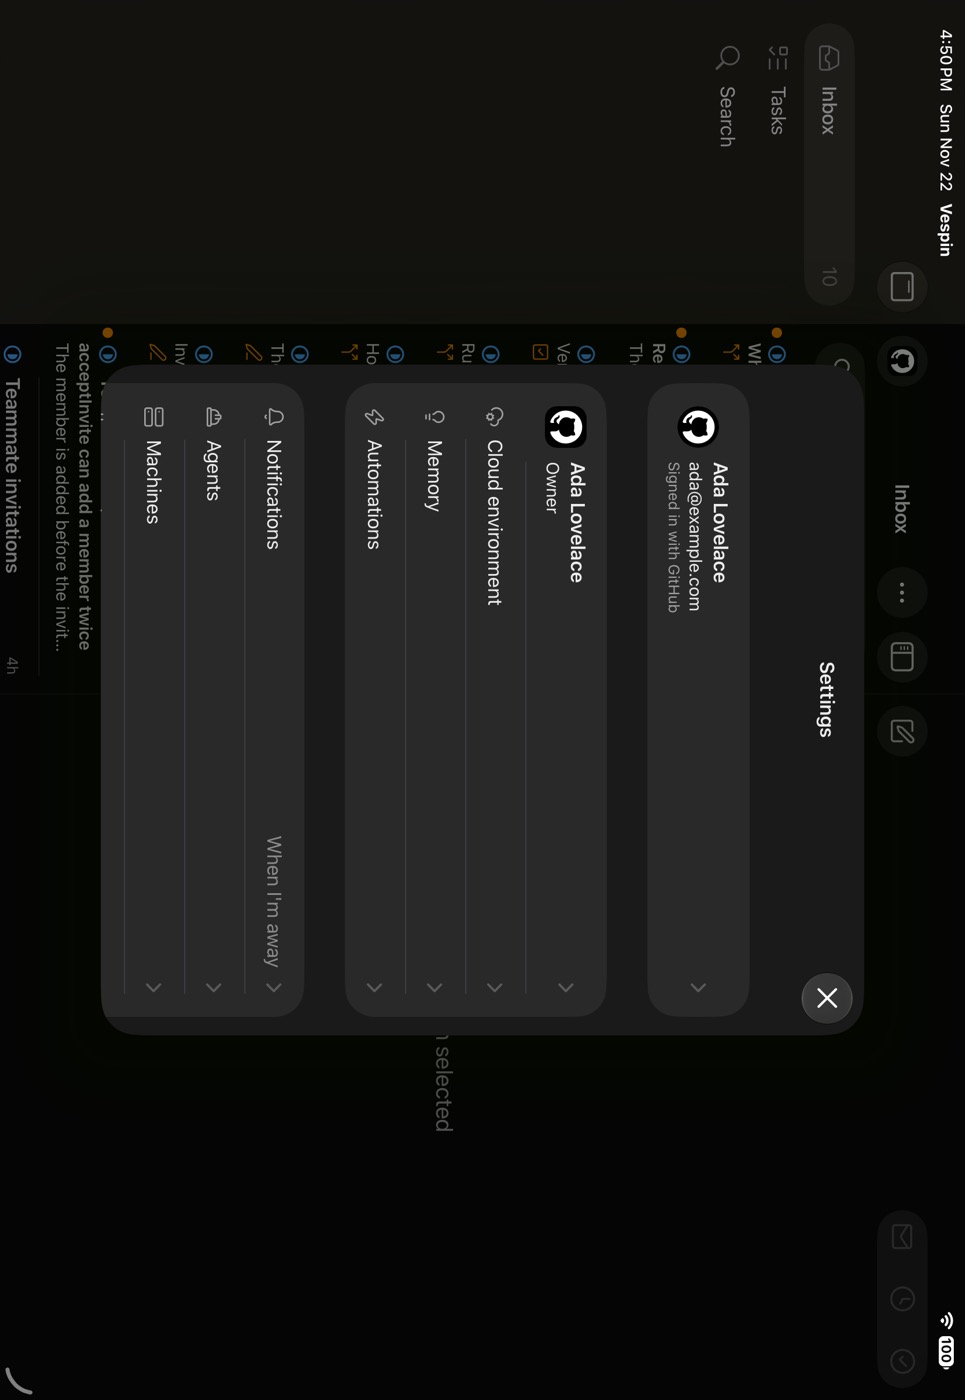 4:50 PM Sun Nov 22 Vespin
100
Inbox
Inbox 10
Tasks
Search
Settings
Ada Lovelace
ada@example.com
Signed in with GitHub
Ada Lovelace
Owner
Cloud environment
Memory
Automations
Notifications When I'm away
Agents
Machines
selected
acceptInvite can add a member twice
The member is added before the invit...
Teammate invitations 4h